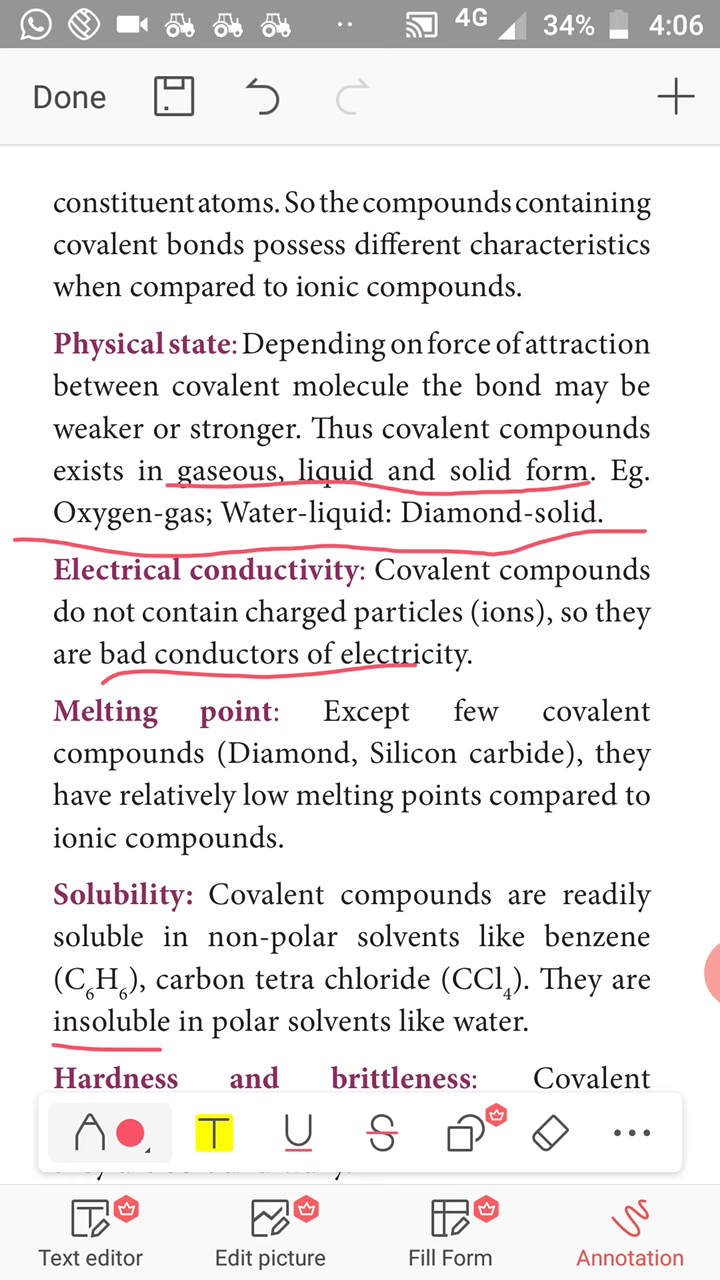 4G 34% 4:06
Done
constituent atoms. So the compounds containing
covalent bonds possess different characteristics
when compared to ionic compounds.
Physical state: Depending on force of attraction
between covalent molecule the bond may be
weaker or stronger. Thus covalent compounds
exists in gaseous, liquid and solid form. Eg.
Oxygen-gas; Water-liquid: Diamond-solid.
Electrical conductivity: Covalent compounds
do not contain charged particles (ions), so they
are bad conductors of electricity.
Melting point: Except few covalent
compounds (Diamond, Silicon carbide), they
have relatively low melting points compared to
ionic compounds.
Solubility: Covalent compounds are readily
soluble in non-polar solvents like benzene
(C₆H₆), carbon tetra chloride (CCl₄). They are
insoluble in polar solvents like water.
Hardness and brittleness: Covalent
Text editor Edit picture Fill Form Annotation